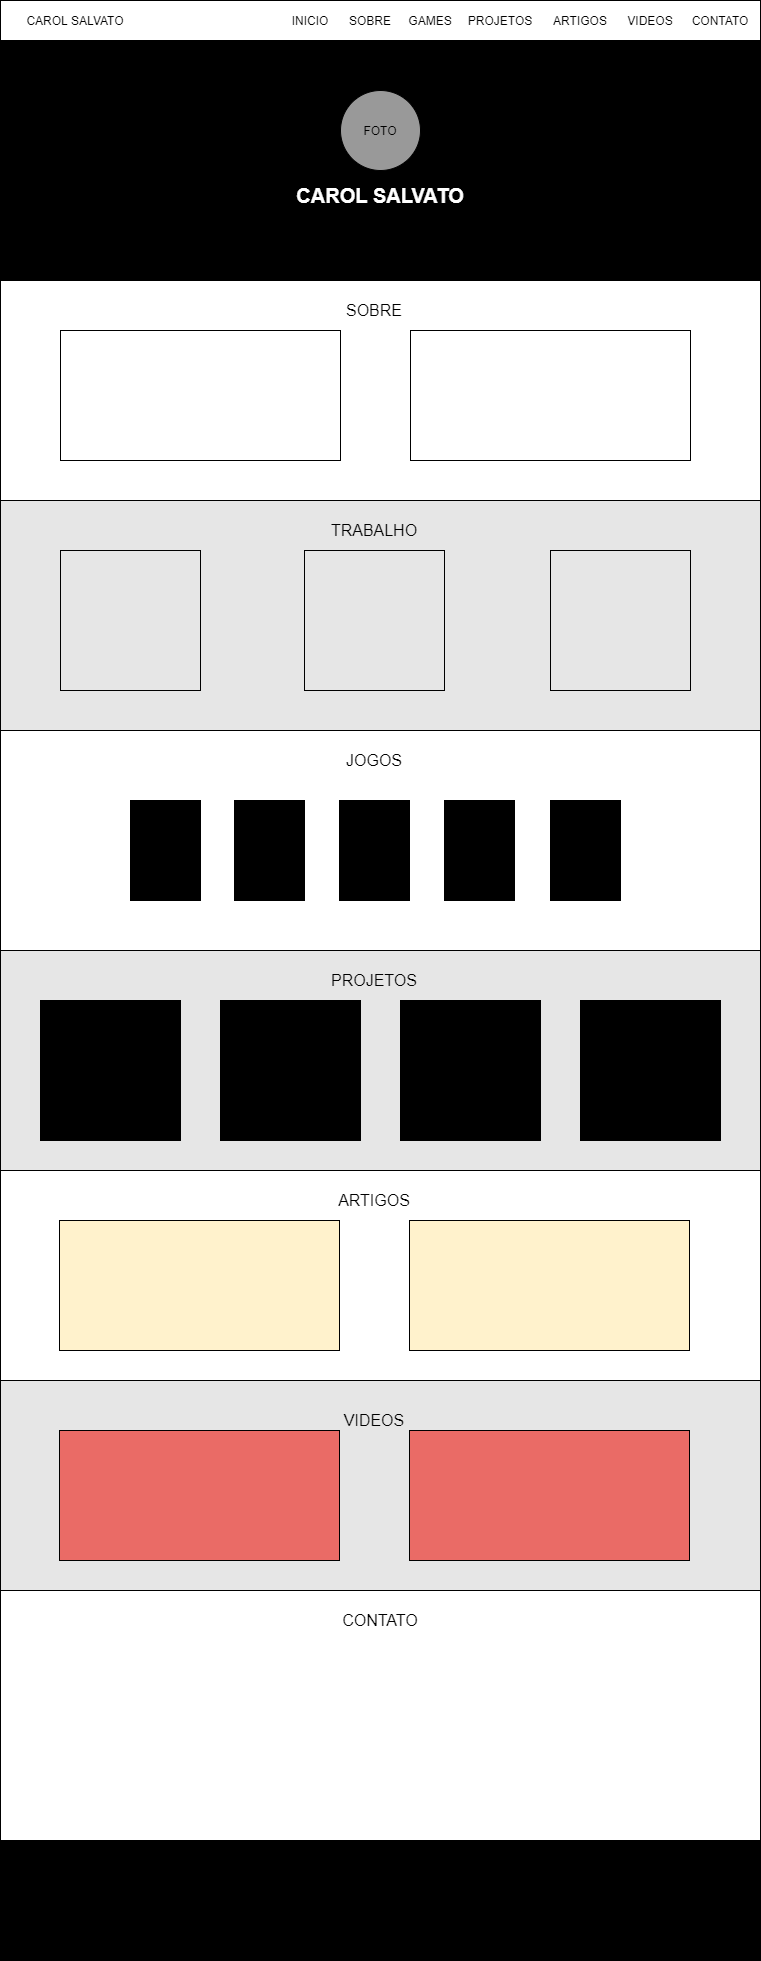 CAROL SALVATO INICIO SOBRE GAMES PROJETOS ARTIGOS VIDEOS CONTATO
FOTO
CAROL SALVATO
SOBRE
TRABALHO
JOGOS
PROJETOS
ARTIGOS
VIDEOS
CONTATO